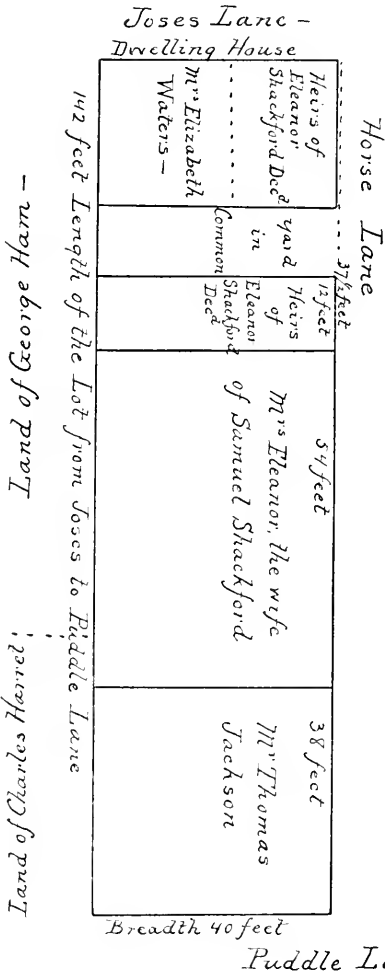 Joses Lane –
Dwelling House
Horse Lane
Heirs of
Eleanor
Shackford Decd
Mrs Elizabeth
Waters –
37 1/2 feet
yard
in
Common
12 feet
Heirs
of
Eleanor
Shackford
Decd
54 feet
Mrs Eleanor, the wife
of Samuel Shackford
38 feet
Mr Thomas
Jackson
142 feet Length of the Lot from Joses to Puddle Lane
Land of George Ham –
Land of Charles Harrel
Breadth 40 feet
Puddle L